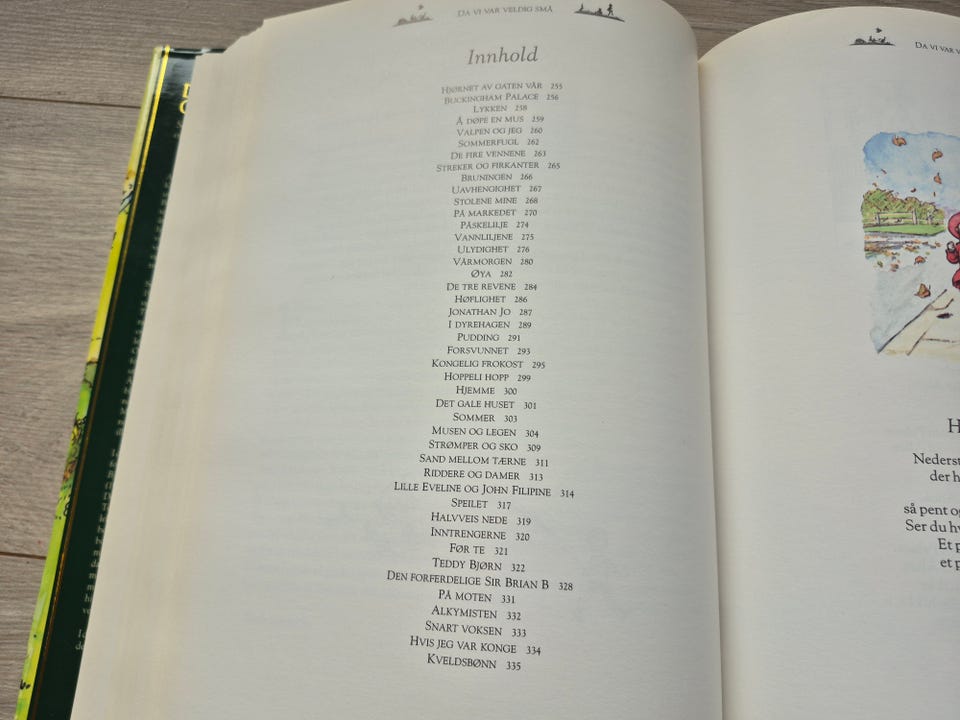 Da vi var veldig små
Innhold
Hjørnet av gaten vår 255
Buckingham Palace 256
Lykken 258
Å døpe en mus 259
Valpen og jeg 260
Sommerfugl 262
De fire vennene 263
Streker og firkanter 265
Bruningen 266
Uavhengighet 267
Stolene mine 268
På markedet 270
Påskelilje 274
Vannliljene 275
Ulydighet 276
Vårmorgen 280
Øya 282
De tre revene 284
Høflighet 286
Jonathan Jo 287
I dyrehagen 289
Pudding 291
Forsvunnet 293
Kongelig frokost 295
Hoppeli hopp 299
Hjemme 300
Det gale huset 301
Sommer 303
Musen og legen 304
Strømper og sko 309
Sand mellom tærne 311
Riddere og damer 313
Lille Eveline og John Filipine 314
Speilet 317
Halvveis nede 319
Inntrengerne 320
Før te 321
Teddy Bjørn 322
Den forferdelige Sir Brian B 328
På moten 331
Alkymisten 332
Snart voksen 333
Hvis jeg var konge 334
Kveldsbønn 335
Da vi var v
H
Nederst
der h
så pent og
Ser du hv
Et p
et p